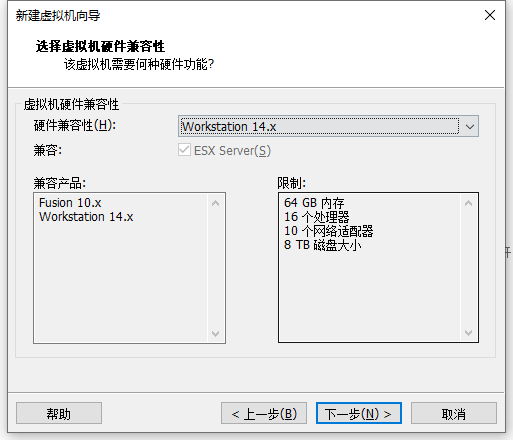 新建虚拟机向导
选择虚拟机硬件兼容性
该虚拟机需要何种硬件功能?
虚拟机硬件兼容性
硬件兼容性(H):
Workstation 14.x
兼容:
ESX Server(S)
兼容产品:
限制:
Fusion 10.x
Workstation 14.x
64 GB 内存
16 个处理器
10 个网络适配器
8 TB 磁盘大小
帮助
< 上一步(B)
下一步(N) >
取消